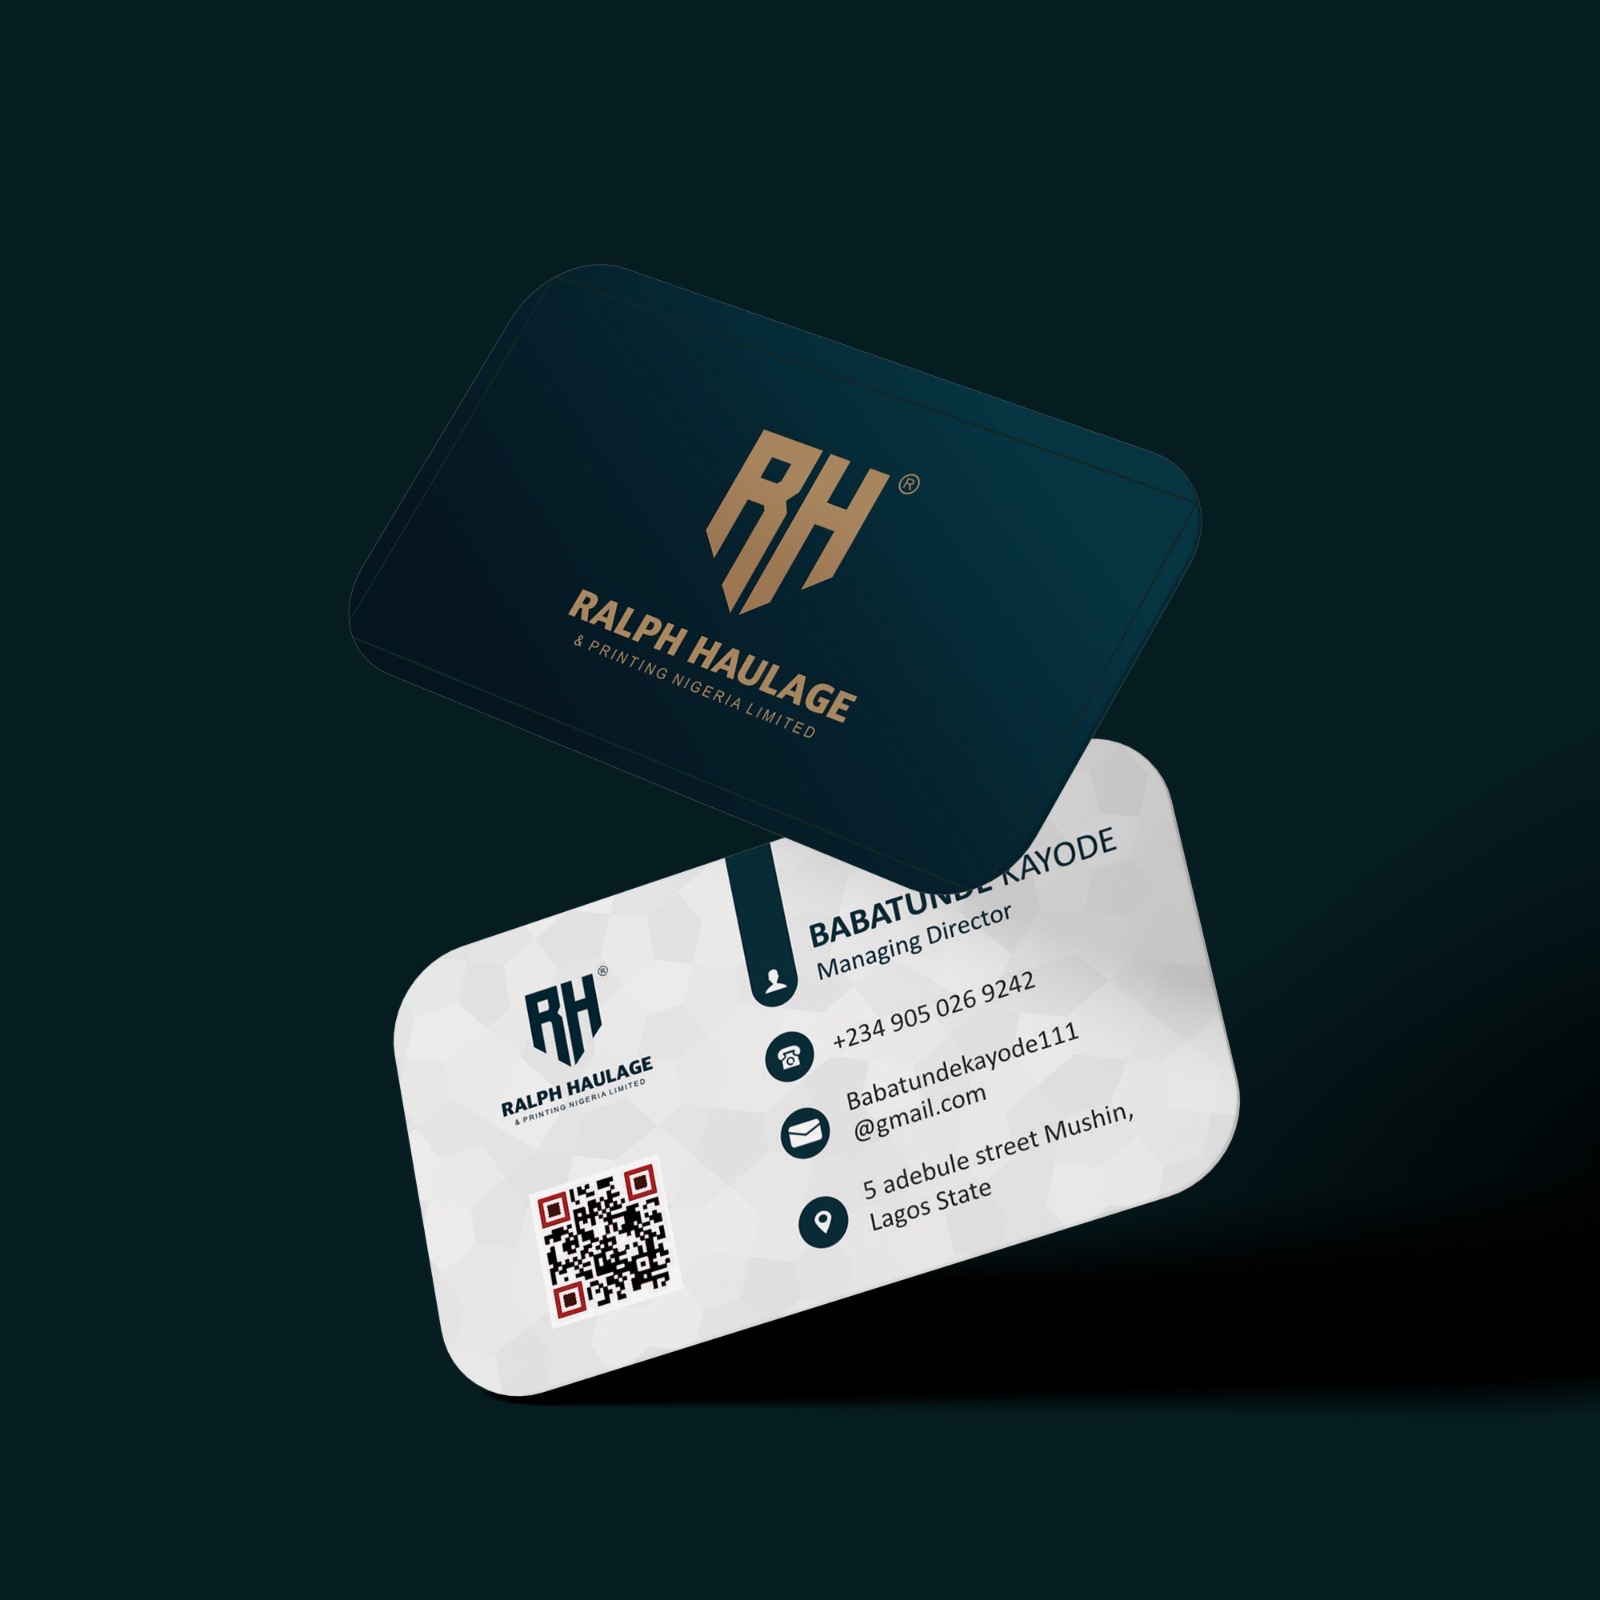 RH®
RALPH HAULAGE
& PRINTING NIGERIA LIMITED
BABATUNDE KAYODE
Managing Director
+234 905 026 9242
Babatundekayode111
@gmail.com
5 adebule street Mushin,
Lagos State
RH®
RALPH HAULAGE
& PRINTING NIGERIA LIMITED